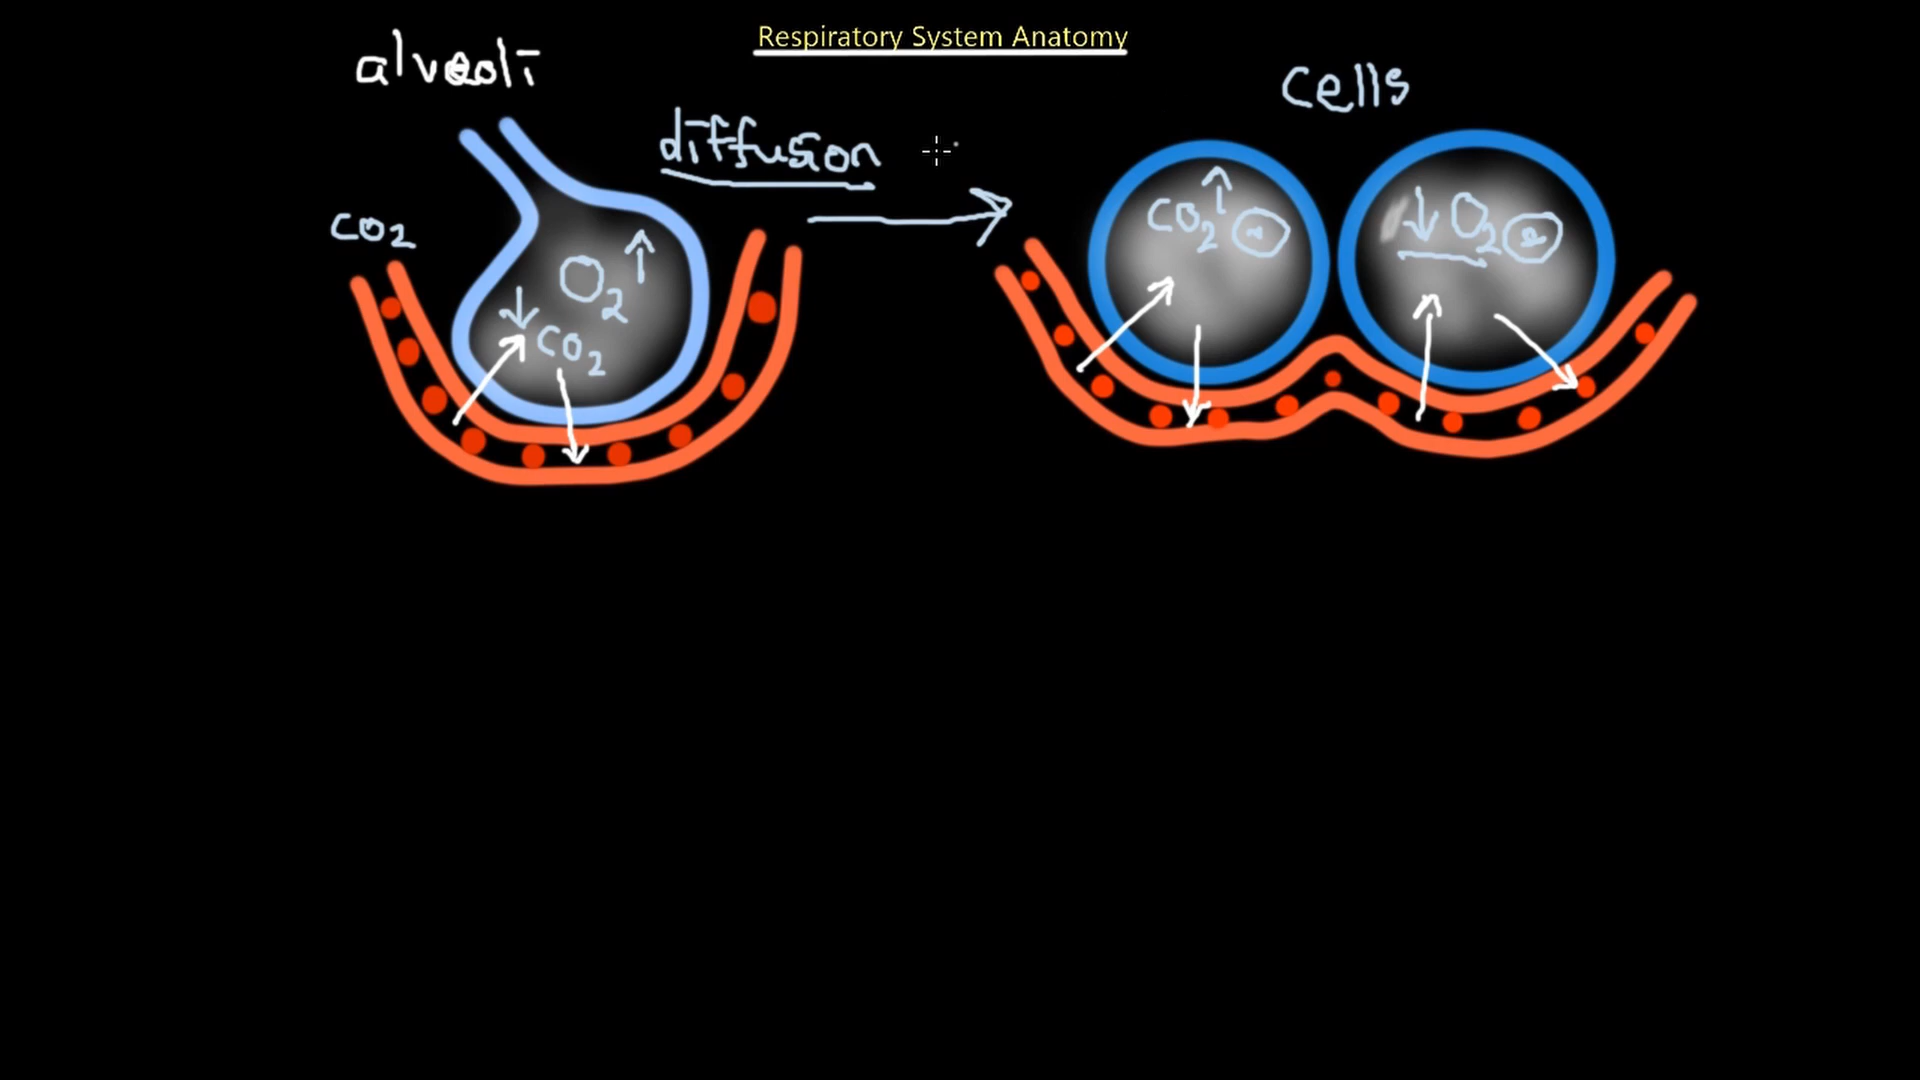 Respiratory System Anatomy
alveoli
cells
diffusion
CO2
O2
CO2
CO2
O2